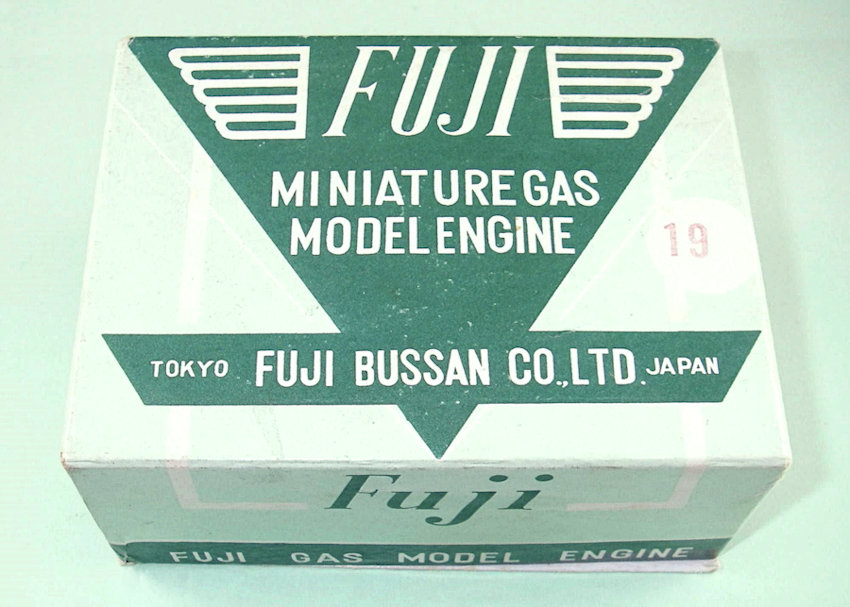 FUJI
MINIATURE GAS
MODEL ENGINE
19
TOKYO FUJI BUSSAN CO.,LTD. JAPAN
Fuji
FUJI GAS MODEL ENGINE